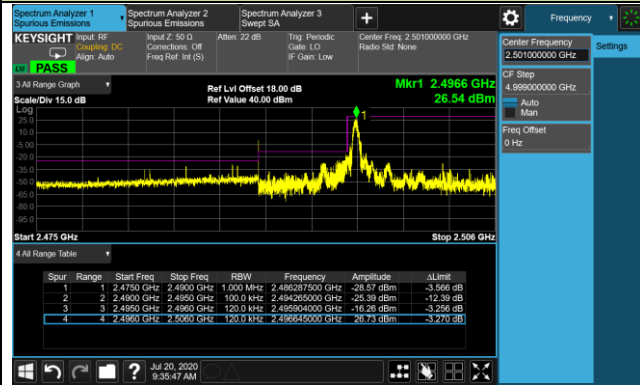 Spectrum Analyzer 1
Spurious Emissions
Spectrum Analyzer 2
Spurious Emissions
Spectrum Analyzer 3
Swept SA
Frequency
KEYSIGHT
Input: RF
Coupling: DC
Align: Auto
Input Z: 50 Ω
Corrections: Off
Freq Ref: Int (S)
Atten: 22 dB
Trig: Periodic
Gate: LO
IF Gain: Low
Center Freq: 2.501000000 GHz
Radio Std: None
LM PASS
3 All Range Graph
Ref Lvl Offset 18.00 dB
Mkr1 2.4966 GHz
Scale/Div 15.0 dB
Ref Value 40.00 dBm
26.54 dBm
Log
25.0
10.0
-5.00
-20.0
-35.0
-50.0
-65.0
-80.0
-95.0
1
Start 2.475 GHz
Stop 2.506 GHz
4 All Range Table
Spur Range Start Freq Stop Freq RBW Frequency Amplitude ΔLimit
1 1 2.4750 GHz 2.4900 GHz 1.000 MHz 2.486287500 GHz -28.57 dBm -3.566 dB
2 2 2.4900 GHz 2.4950 GHz 100.0 kHz 2.494265000 GHz -25.39 dBm -12.39 dB
3 3 2.4950 GHz 2.4960 GHz 120.0 kHz 2.495904000 GHz -16.26 dBm -3.256 dB
4 4 2.4960 GHz 2.5060 GHz 120.0 kHz 2.496645000 GHz 26.73 dBm -3.270 dB
Jul 20, 2020
9:35:47 AM
Center Frequency
2.501000000 GHz
Settings
CF Step
4.999000000 GHz
Auto
Man
Freq Offset
0 Hz